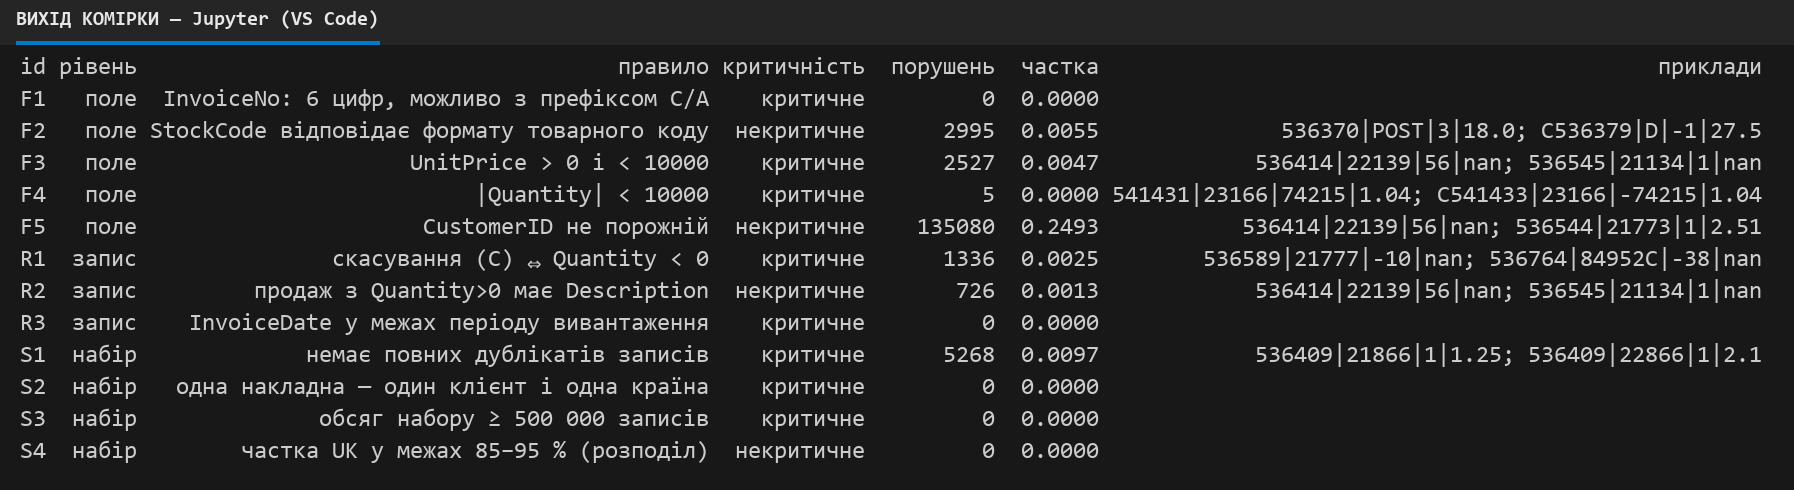 ВИХІД КОМІРКИ — Jupyter (VS Code)
id рівень правило критичність порушень частка приклади
F1 поле InvoiceNo: 6 цифр, можливо з префіксом C/A критичне 0 0.0000
F2 поле StockCode відповідає формату товарного коду некритичне 2995 0.0055 536370|POST|3|18.0; C536379|D|-1|27.5
F3 поле UnitPrice > 0 і < 10000 критичне 2527 0.0047 536414|22139|56|nan; 536545|21134|1|nan
F4 поле |Quantity| < 10000 критичне 5 0.0000 541431|23166|74215|1.04; C541433|23166|-74215|1.04
F5 поле CustomerID не порожній некритичне 135080 0.2493 536414|22139|56|nan; 536544|21773|1|2.51
R1 запис скасування (C) ⇔ Quantity < 0 критичне 1336 0.0025 536589|21777|-10|nan; 536764|84952C|-38|nan
R2 запис продаж з Quantity>0 має Description некритичне 726 0.0013 536414|22139|56|nan; 536545|21134|1|nan
R3 запис InvoiceDate у межах періоду вивантаження критичне 0 0.0000
S1 набір немає повних дублікатів записів критичне 5268 0.0097 536409|21866|1|1.25; 536409|22866|1|2.1
S2 набір одна накладна — один клієнт і одна країна критичне 0 0.0000
S3 набір обсяг набору ≥ 500 000 записів критичне 0 0.0000
S4 набір частка UK у межах 85–95 % (розподіл) некритичне 0 0.0000